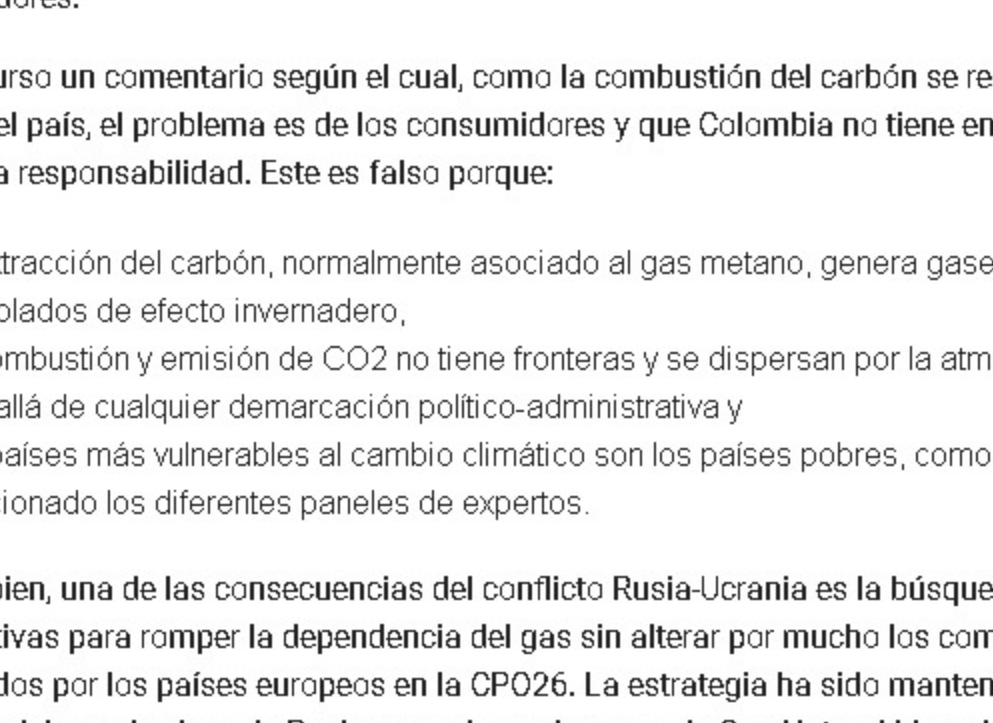 dores.
urso un comentario según el cual, como la combustión del carbón se re
el país, el problema es de los consumidores y que Colombia no tiene en
a responsabilidad. Este es falso porque:
tracción del carbón, normalmente asociado al gas metano, genera gase
olados de efecto invernadero,
ombustión y emisión de CO2 no tiene fronteras y se dispersan por la atm
allá de cualquier demarcación político-administrativa y
países más vulnerables al cambio climático son los países pobres, como
cionado los diferentes paneles de expertos.
bien, una de las consecuencias del conflicto Rusia-Ucrania es la búsque
tivas para romper la dependencia del gas sin alterar por mucho los com
dos por los países europeos en la CPO26. La estrategia ha sido manten